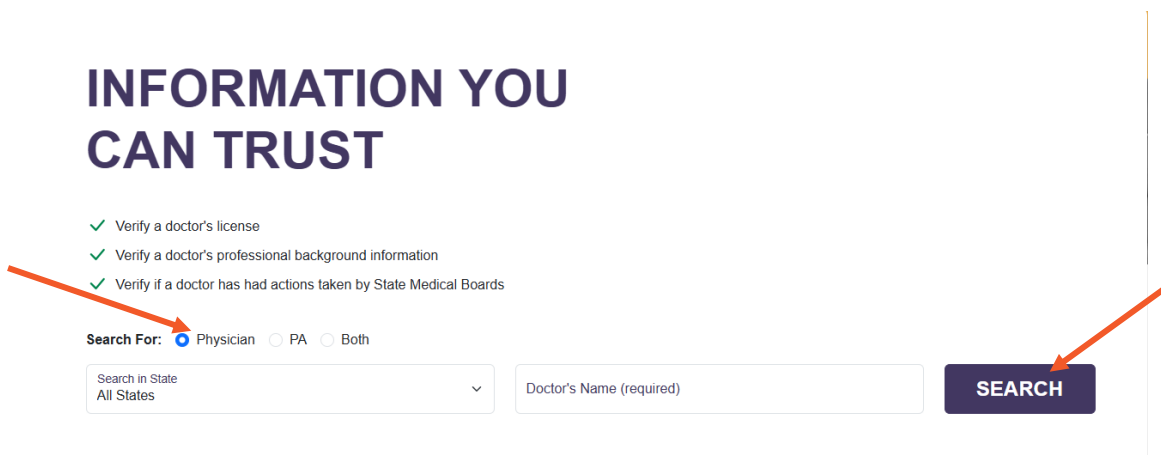 INFORMATION YOU
CAN TRUST
Verify a doctor's license
Verify a doctor's professional background information
Verify if a doctor has had actions taken by State Medical Boards
Search For: Physician PA Both
Search in State
All States
Doctor's Name (required)
SEARCH